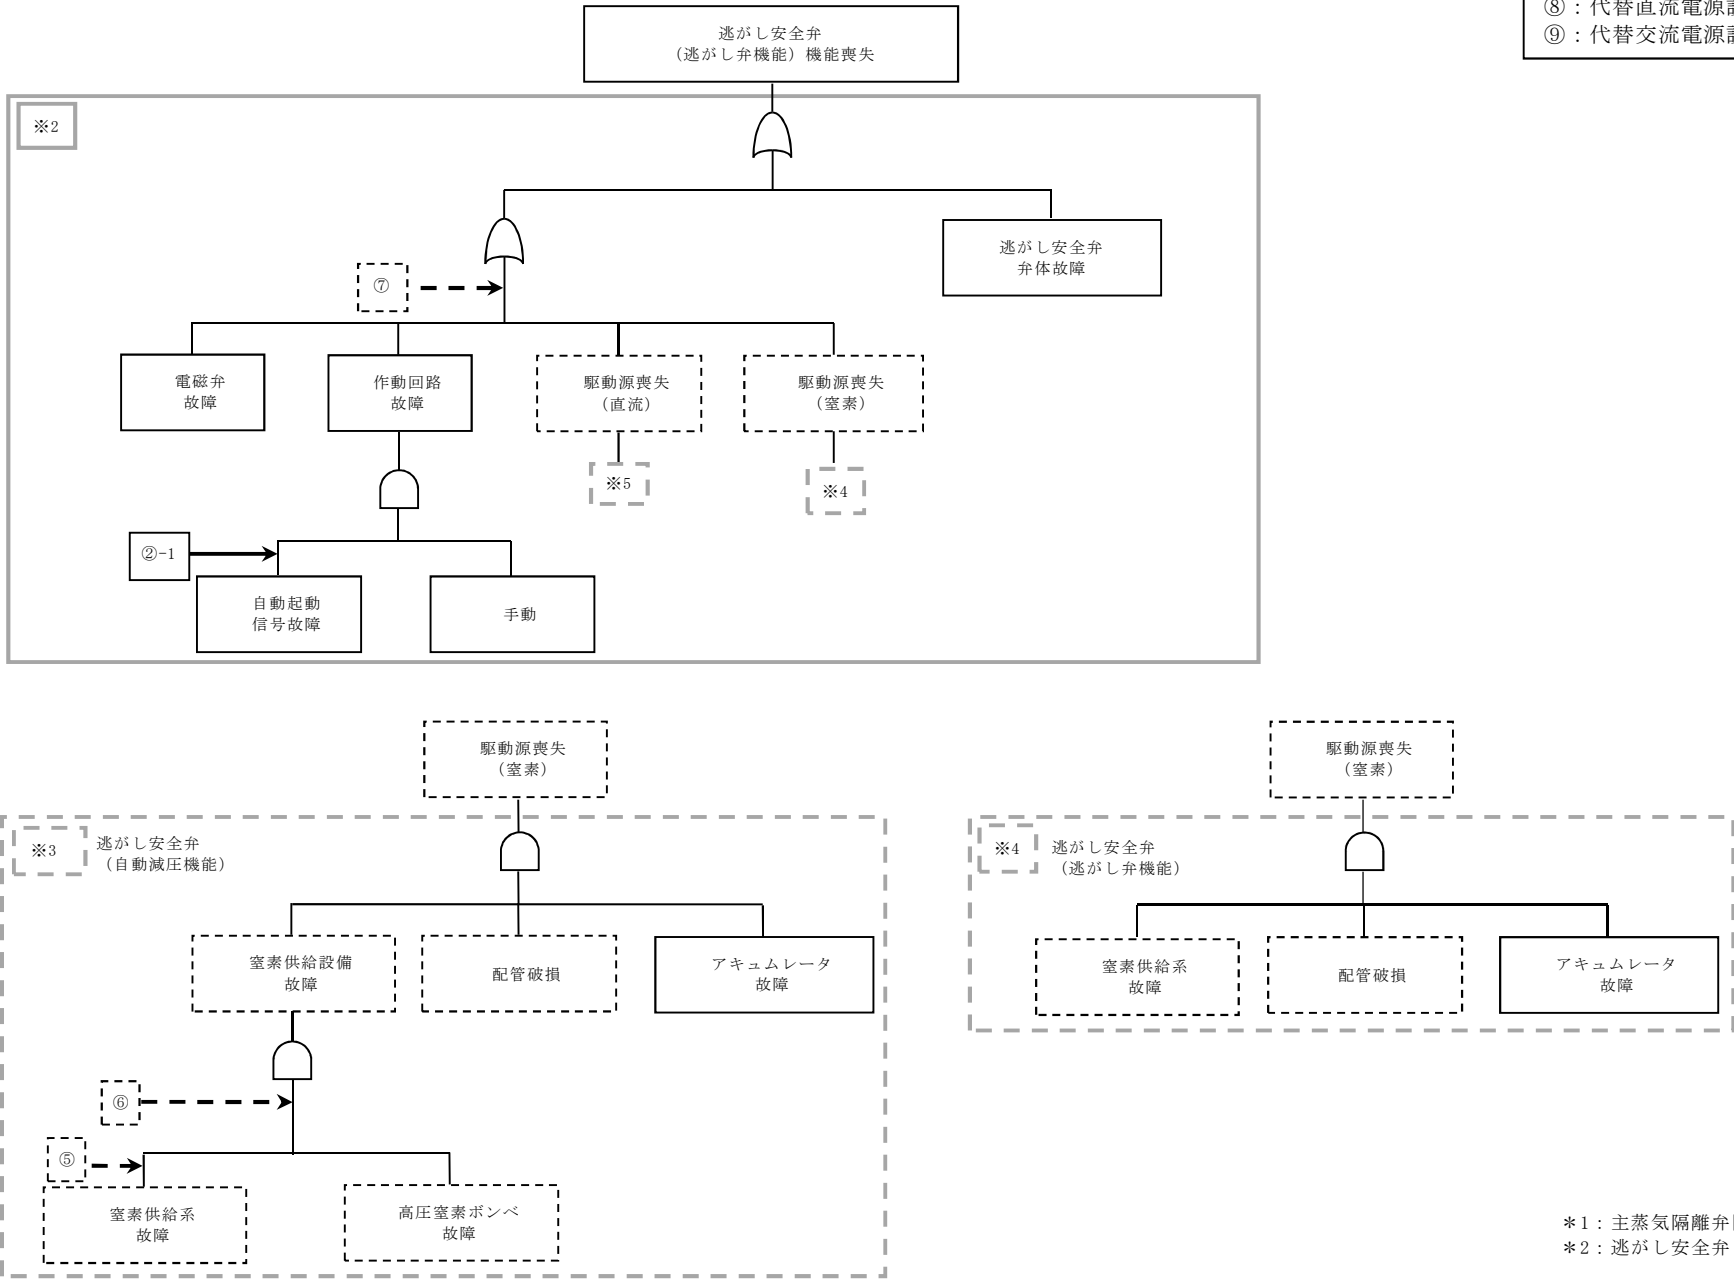 逃がし安全弁
（逃がし弁機能）機能喪失
⑧：代替直流電源
⑨：代替交流電源
※2
逃がし安全弁
弁体故障
⑦
電磁弁
故障
作動回路
故障
駆動源喪失
（直流）
駆動源喪失
（窒素）
※5
※4
②-1
自動起動
信号故障
手動
駆動源喪失
（窒素）
※3
逃がし安全弁
（自動減圧機能）
窒素供給設備
故障
配管破損
アキュムレータ
故障
⑥
⑤
窒素供給系
故障
高圧窒素ボンベ
故障
駆動源喪失
（窒素）
※4
逃がし安全弁
（逃がし弁機能）
窒素供給系
故障
配管破損
アキュムレータ
故障
＊1：主蒸気隔離弁
＊2：逃がし安全弁